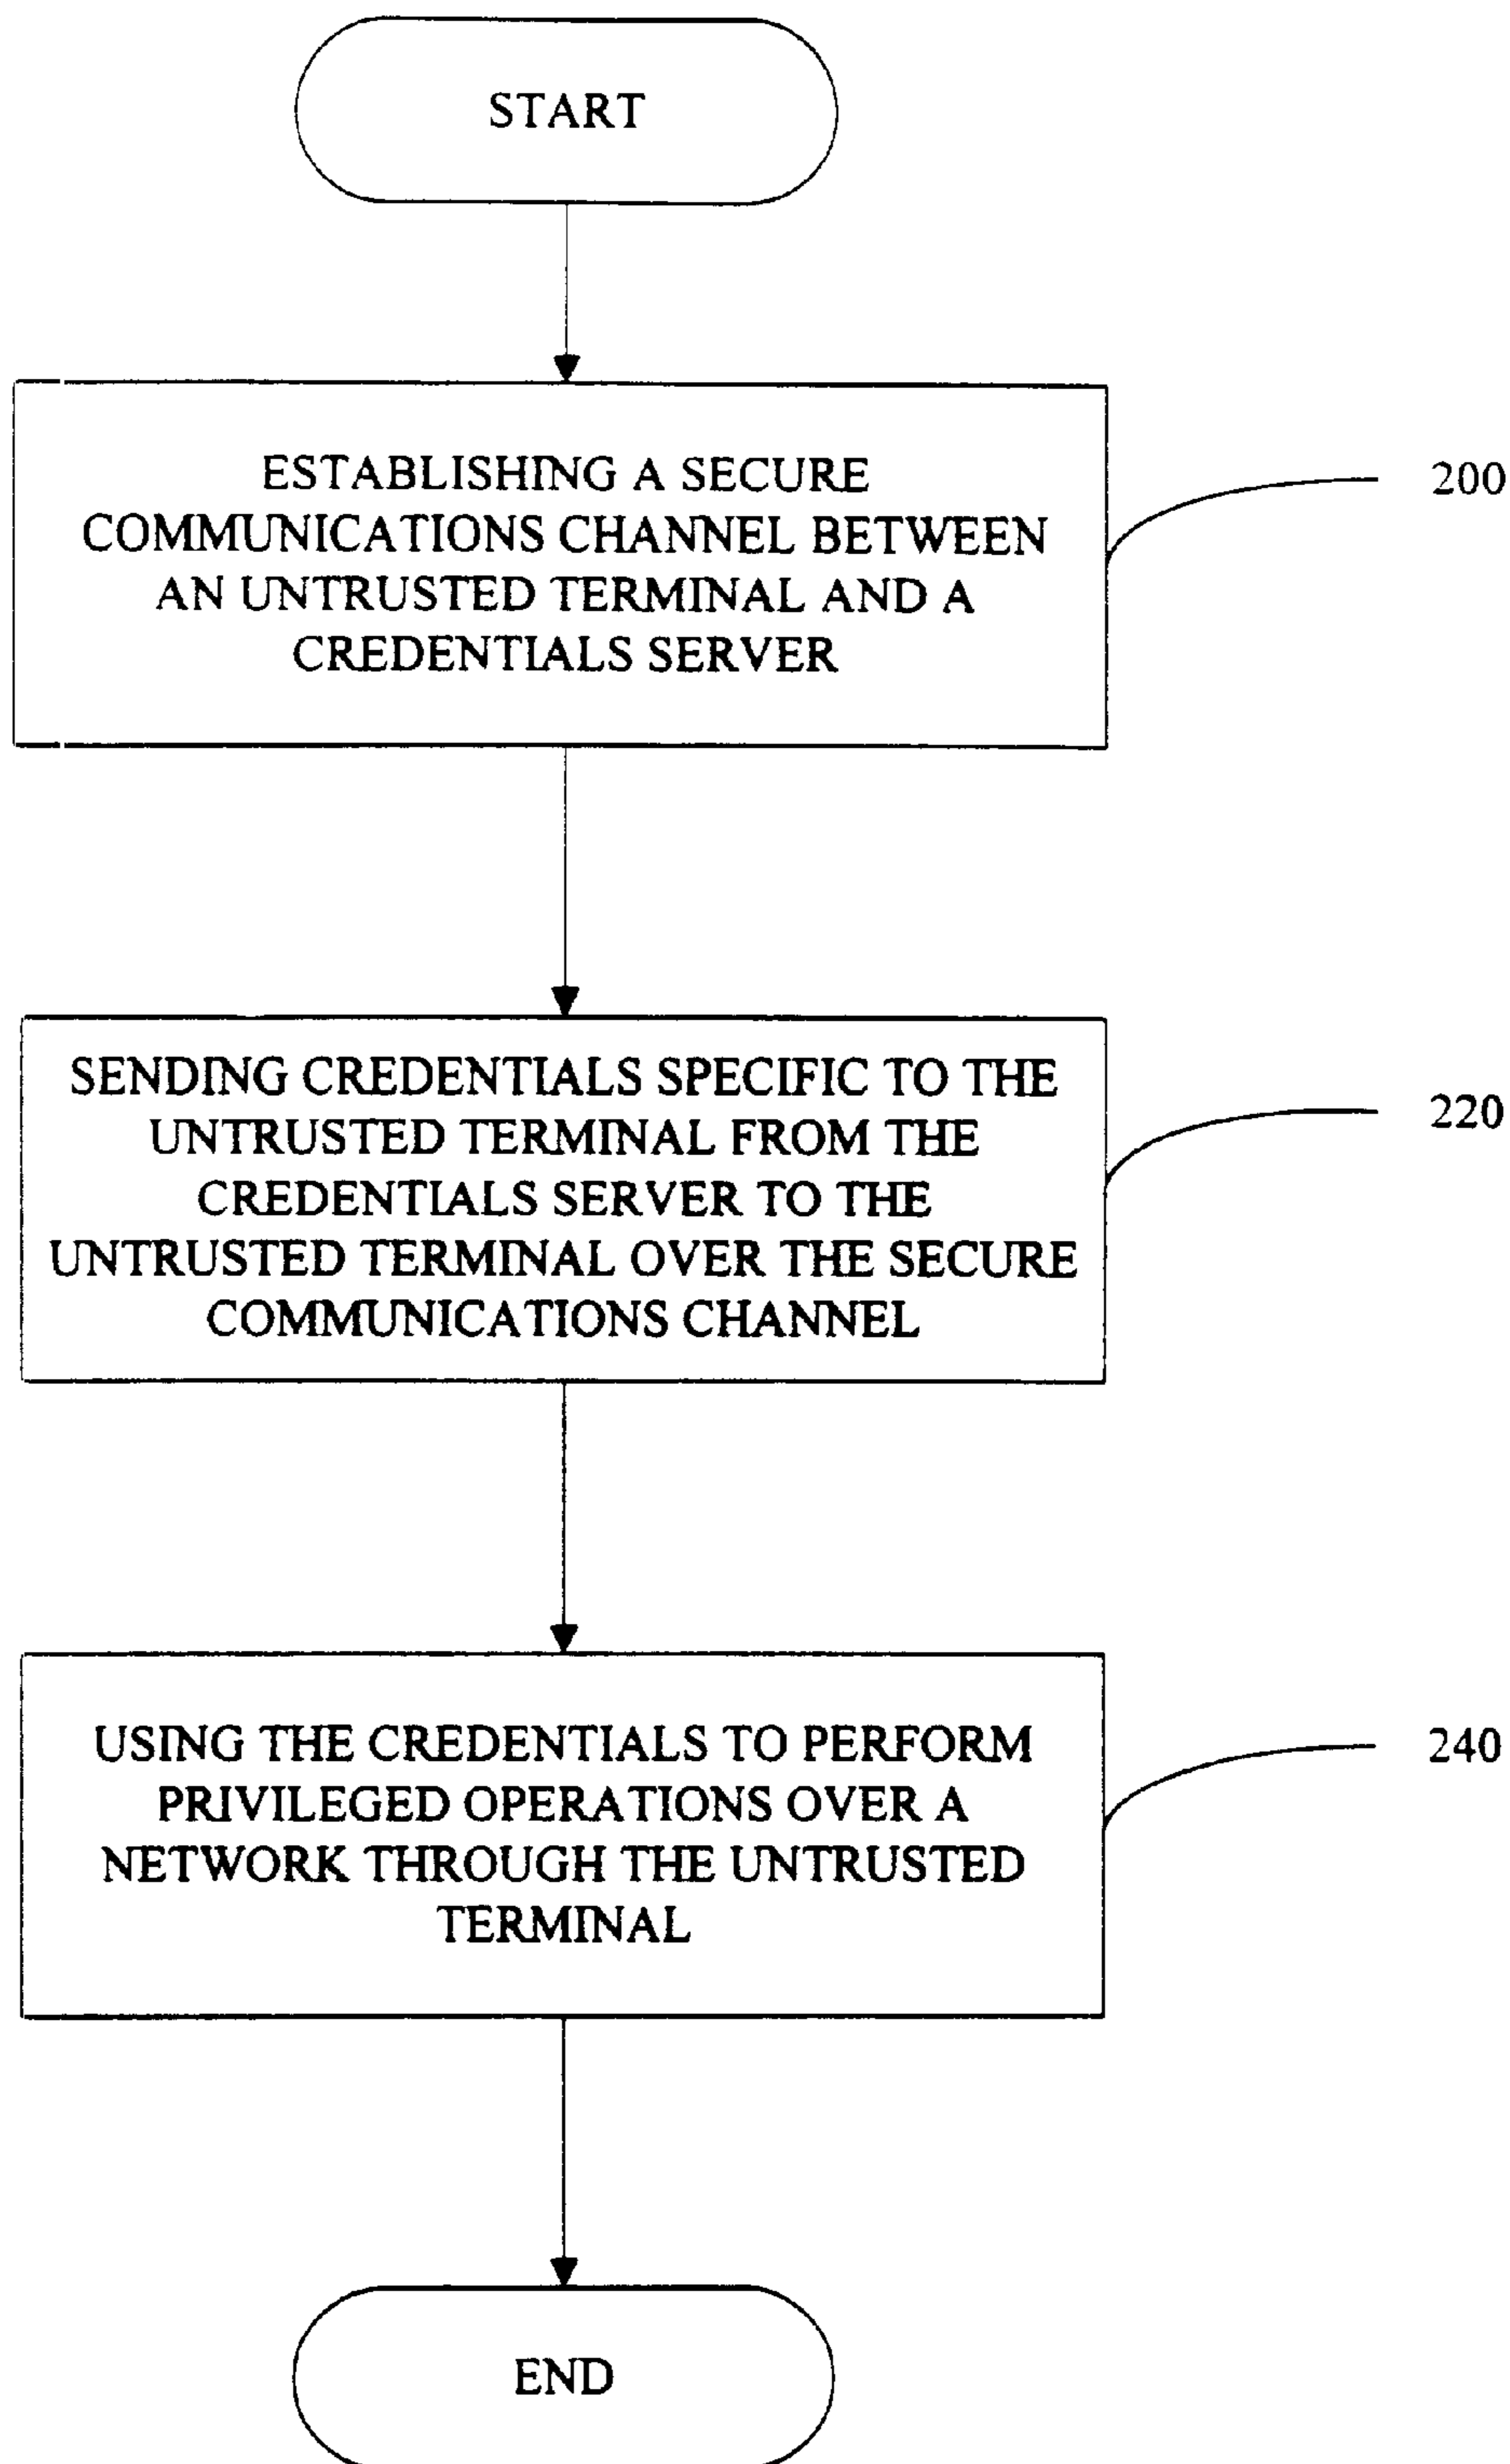 START
ESTABLISHING A SECURE
COMMUNICATIONS CHANNEL BETWEEN
AN UNTRUSTED TERMINAL AND A
CREDENTIALS SERVER
200
SENDING CREDENTIALS SPECIFIC TO THE
UNTRUSTED TERMINAL FROM THE
CREDENTIALS SERVER TO THE
UNTRUSTED TERMINAL OVER THE SECURE
COMMUNICATIONS CHANNEL
220
USING THE CREDENTIALS TO PERFORM
PRIVILEGED OPERATIONS OVER A
NETWORK THROUGH THE UNTRUSTED
TERMINAL
240
END